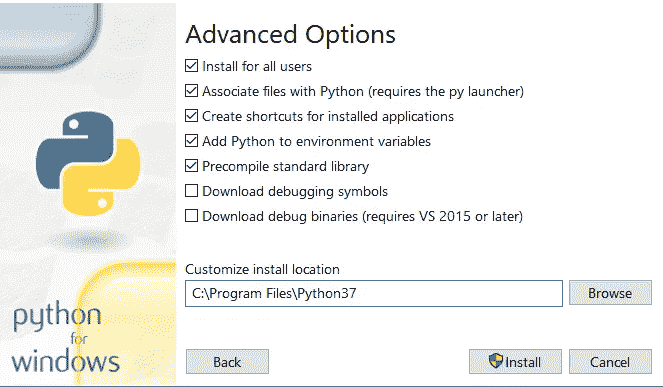 Advanced Options
Install for all users
Associate files with Python (requires the py launcher)
Create shortcuts for installed applications
Add Python to environment variables
Precompile standard library
Download debugging symbols
Download debug binaries (requires VS 2015 or later)
Customize install location
C:\Program Files\Python37
Browse
python
for
windows
Back
Install
Cancel